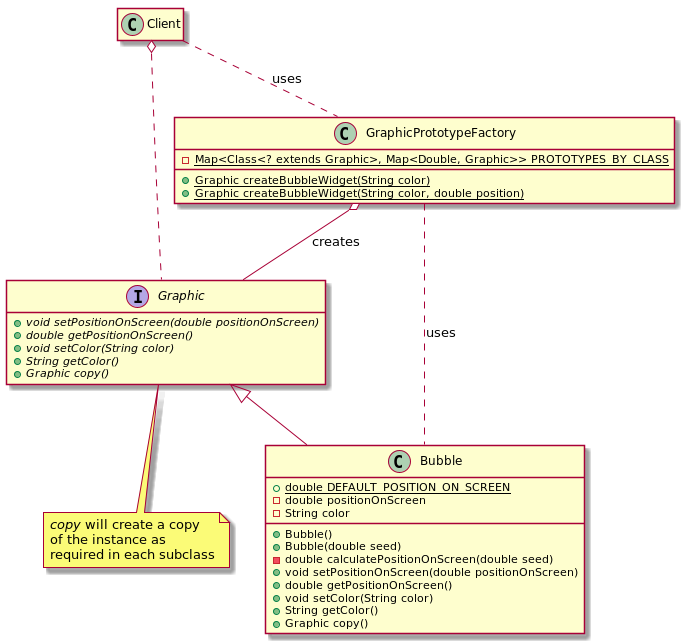 C Client
uses
C GraphicPrototypeFactory
Map<Class<? extends Graphic>, Map<Double, Graphic>> PROTOTYPES_BY_CLASS
Graphic createBubbleWidget(String color)
Graphic createBubbleWidget(String color, double position)
creates
I Graphic
void setPositionOnScreen(double positionOnScreen)
double getPositionOnScreen()
void setColor(String color)
String getColor()
Graphic copy()
uses
C Bubble
double DEFAULT_POSITION_ON_SCREEN
double positionOnScreen
String color
Bubble()
Bubble(double seed)
double calculatePositionOnScreen(double seed)
void setPositionOnScreen(double positionOnScreen)
double getPositionOnScreen()
void setColor(String color)
String getColor()
Graphic copy()
copy will create a copy
of the instance as
required in each subclass